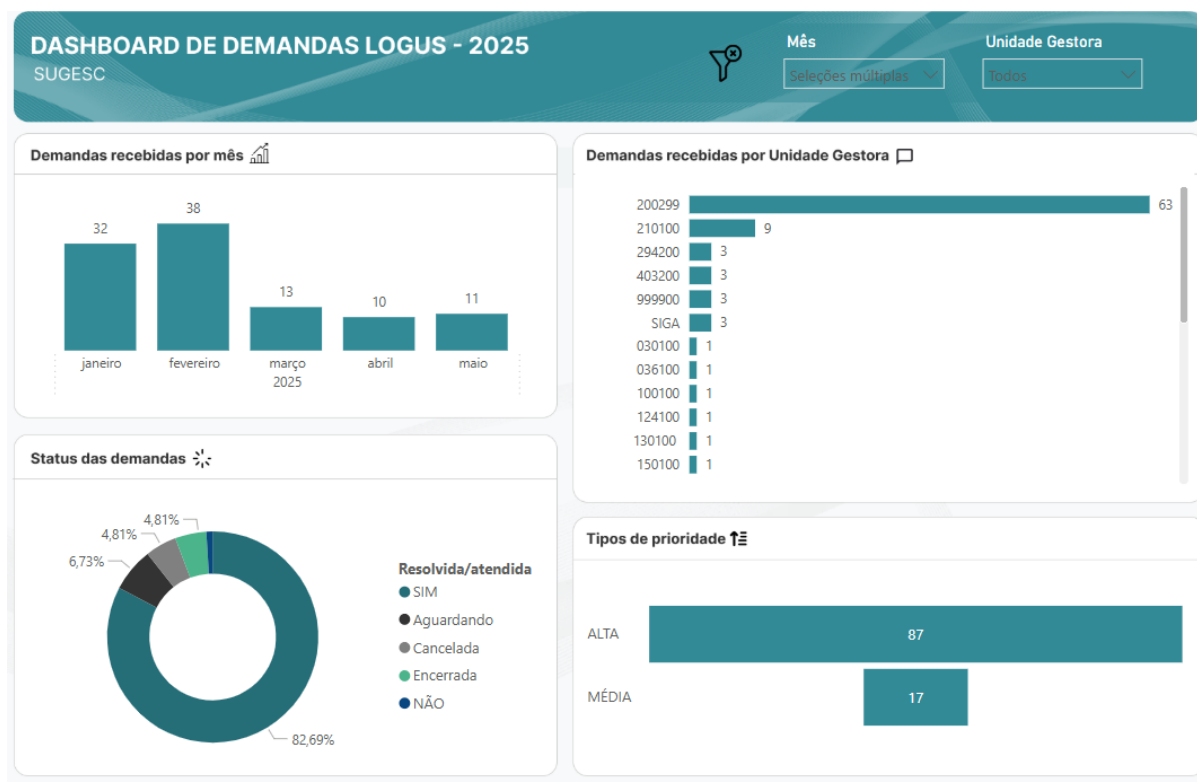 DASHBOARD DE DEMANDAS LOGUS - 2025
SUGESC
Mês
Seleções múltiplas
Unidade Gestora
Todos
Demandas recebidas por mês
32
38
13
10
11
janeiro
fevereiro
março
abril
maio
2025
Demandas recebidas por Unidade Gestora
200299 63
210100 9
294200 3
403200 3
999900 3
SIGA 3
030100 1
036100 1
100100 1
124100 1
130100 1
150100 1
Status das demandas
4,81%
4,81%
6,73%
82,69%
Resolvida/atendida
SIM
Aguardando
Cancelada
Encerrada
NÃO
Tipos de prioridade
ALTA 87
MÉDIA 17